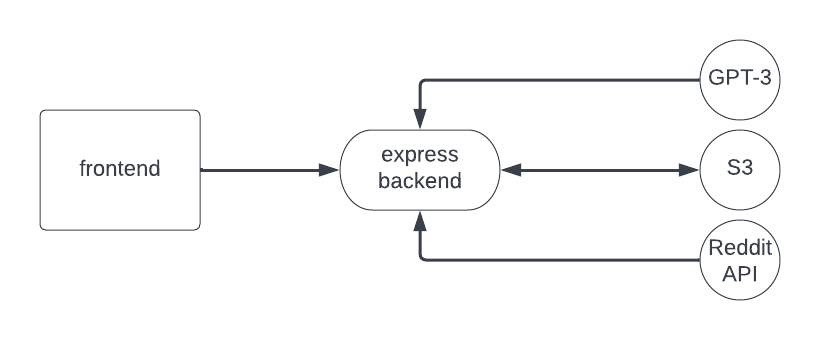 frontend
express
backend
GPT-3
S3
Reddit
API